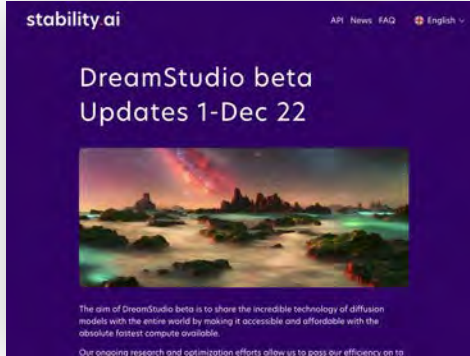 stability.ai
API News FAQ English
DreamStudio beta
Updates 1-Dec 22
The aim of DreamStudio beta is to share the incredible technology of diffusion
models with the entire world by making it accessible and affordable with the
absolute fastest compute available.
Our ongoing research and optimization efforts allow us to pass our efficiency on to